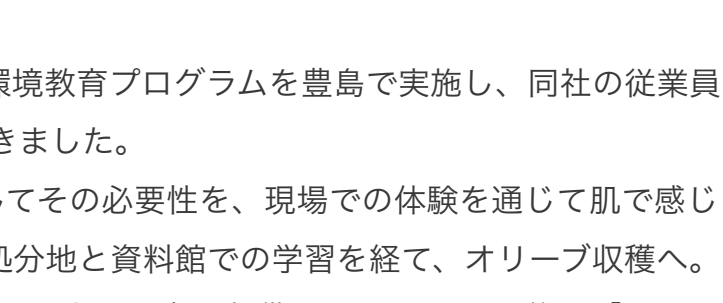 環境教育プログラムを豊島で実施し、同社の従業員
きました。
てその必要性を、現場での体験を通じて肌で感じ
処分地と資料館での学習を経て、オリーブ収穫へ。